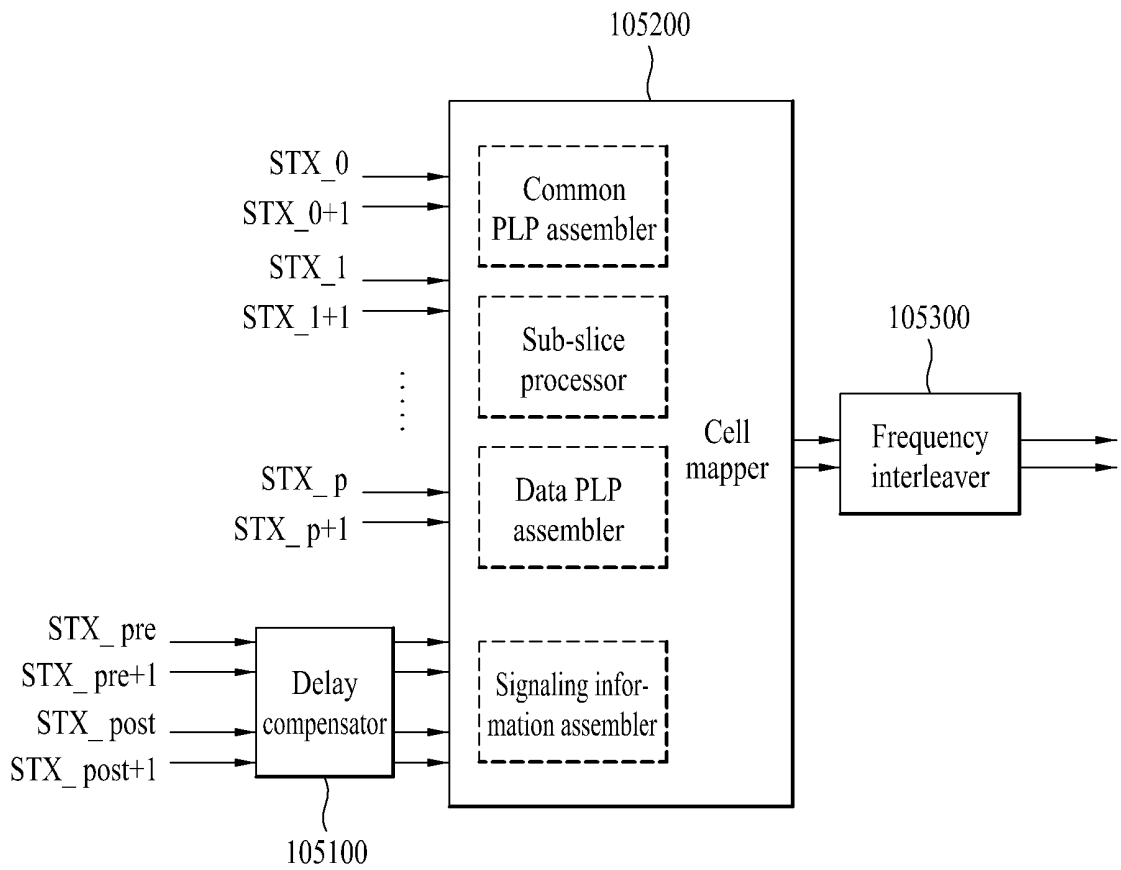 105200
STX_0
STX_0+1
STX_1
STX_1+1
STX_ p
STX_ p+1
STX_ pre
STX_ pre+1
STX_ post
STX_ post+1
Delay
compensator
105100
Common
PLP assembler
Sub-slice
processor
Data PLP
assembler
Signaling infor-
mation assembler
Cell
mapper
105300
Frequency
interleaver